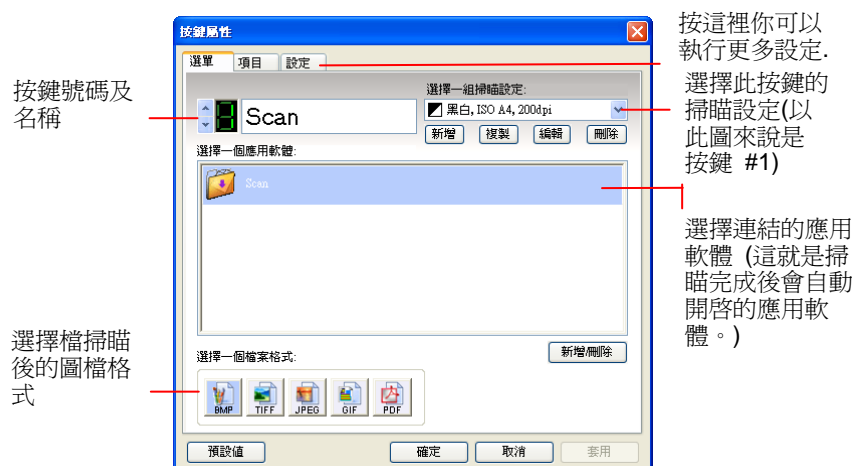 按鍵屬性
選單 項目 設定
按這裡你可以
執行更多設定.
按鍵號碼及
名稱
Scan
選擇一組掃瞄設定:
黑白, ISO A4, 200dpi
新增 複製 編輯 刪除
選擇此按鍵的
掃瞄設定(以
此圖來說是
按鍵 #1)
選擇一個應用軟體:
Scan
選擇連結的應用
軟體 (這就是掃
瞄完成後會自動
開啓的應用軟
體。)
新增/刪除
選擇檔掃瞄
後的圖檔格
式
選擇一個檔案格式:
BMP TIFF JPEG GIF PDF
預設値 確定 取消 套用